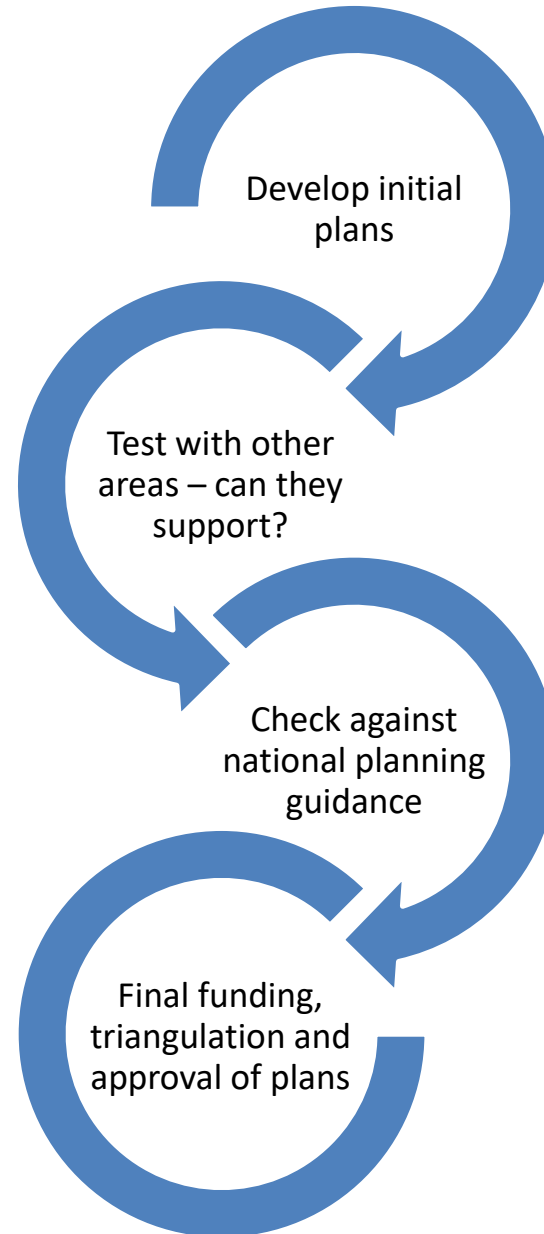 Develop initial
plans
Test with other
areas – can they
support?
Check against
national planning
guidance
Final funding,
triangulation and
approval of plans